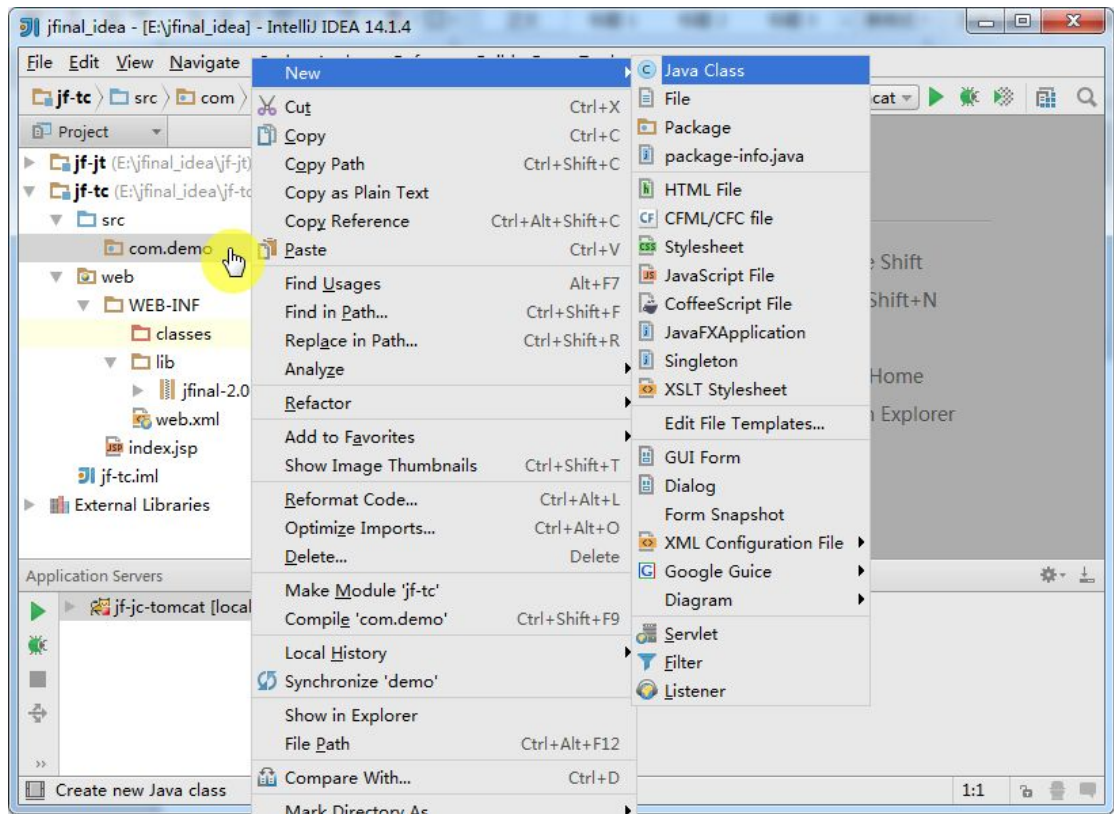 jfinal_idea - [E:\jfinal_idea] - IntelliJ IDEA 14.1.4
File Edit View Navigate
jf-tc src com
cat
Project
jf-jt (E:\jfinal_idea\jf-jt)
jf-tc (E:\jfinal_idea\jf-tc
src
com.demo
web
WEB-INF
classes
lib
jfinal-2.0
web.xml
index.jsp
jf-tc.iml
External Libraries
New
Cut Ctrl+X
Copy Ctrl+C
Copy Path Ctrl+Shift+C
Copy as Plain Text
Copy Reference Ctrl+Alt+Shift+C
Paste Ctrl+V
Find Usages Alt+F7
Find in Path... Ctrl+Shift+F
Replace in Path... Ctrl+Shift+R
Analyze
Refactor
Add to Favorites
Show Image Thumbnails Ctrl+Shift+T
Reformat Code... Ctrl+Alt+L
Optimize Imports... Ctrl+Alt+O
Delete... Delete
Make Module 'jf-tc'
Compile 'com.demo' Ctrl+Shift+F9
Local History
Synchronize 'demo'
Show in Explorer
File Path Ctrl+Alt+F12
Compare With... Ctrl+D
Mark Directory As
Java Class
File
Package
package-info.java
HTML File
CFML/CFC file
Stylesheet
JavaScript File
CoffeeScript File
JavaFXApplication
Singleton
XSLT Stylesheet
Edit File Templates...
GUI Form
Dialog
Form Snapshot
XML Configuration File
Google Guice
Diagram
Servlet
Filter
Listener
Shift
Shift+N
Home
Explorer
Application Servers
jf-jc-tomcat [local
Create new Java class
1:1